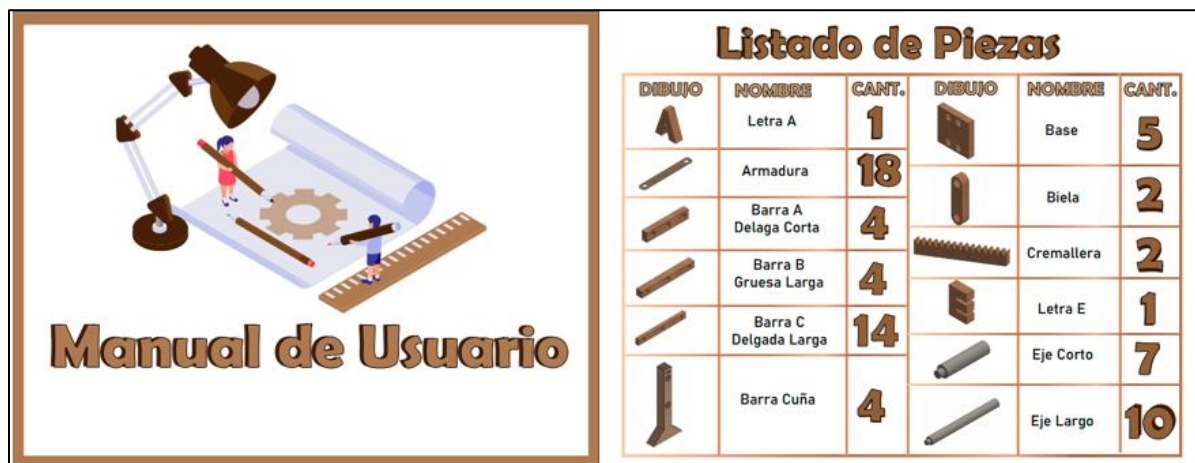 Manual de Usuario
Listado de Piezas
DIBUJO NOMBRE CANT. DIBUJO NOMBRE CANT.
Letra A 1
Armadura 18
Barra A
Delaga Corta 4
Barra B
Gruesa Larga 4
Barra C
Delgada Larga 14
Barra Cuña 4
Base 5
Biela 2
Cremallera 2
Letra E 1
Eje Corto 7
Eje Largo 10